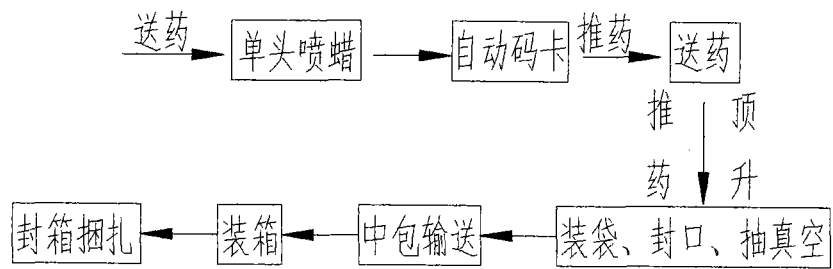 送药
单头喷蜡
自动码卡
推药
送药
推药
顶升
装袋、封口、抽真空
中包输送
装箱
封箱捆扎